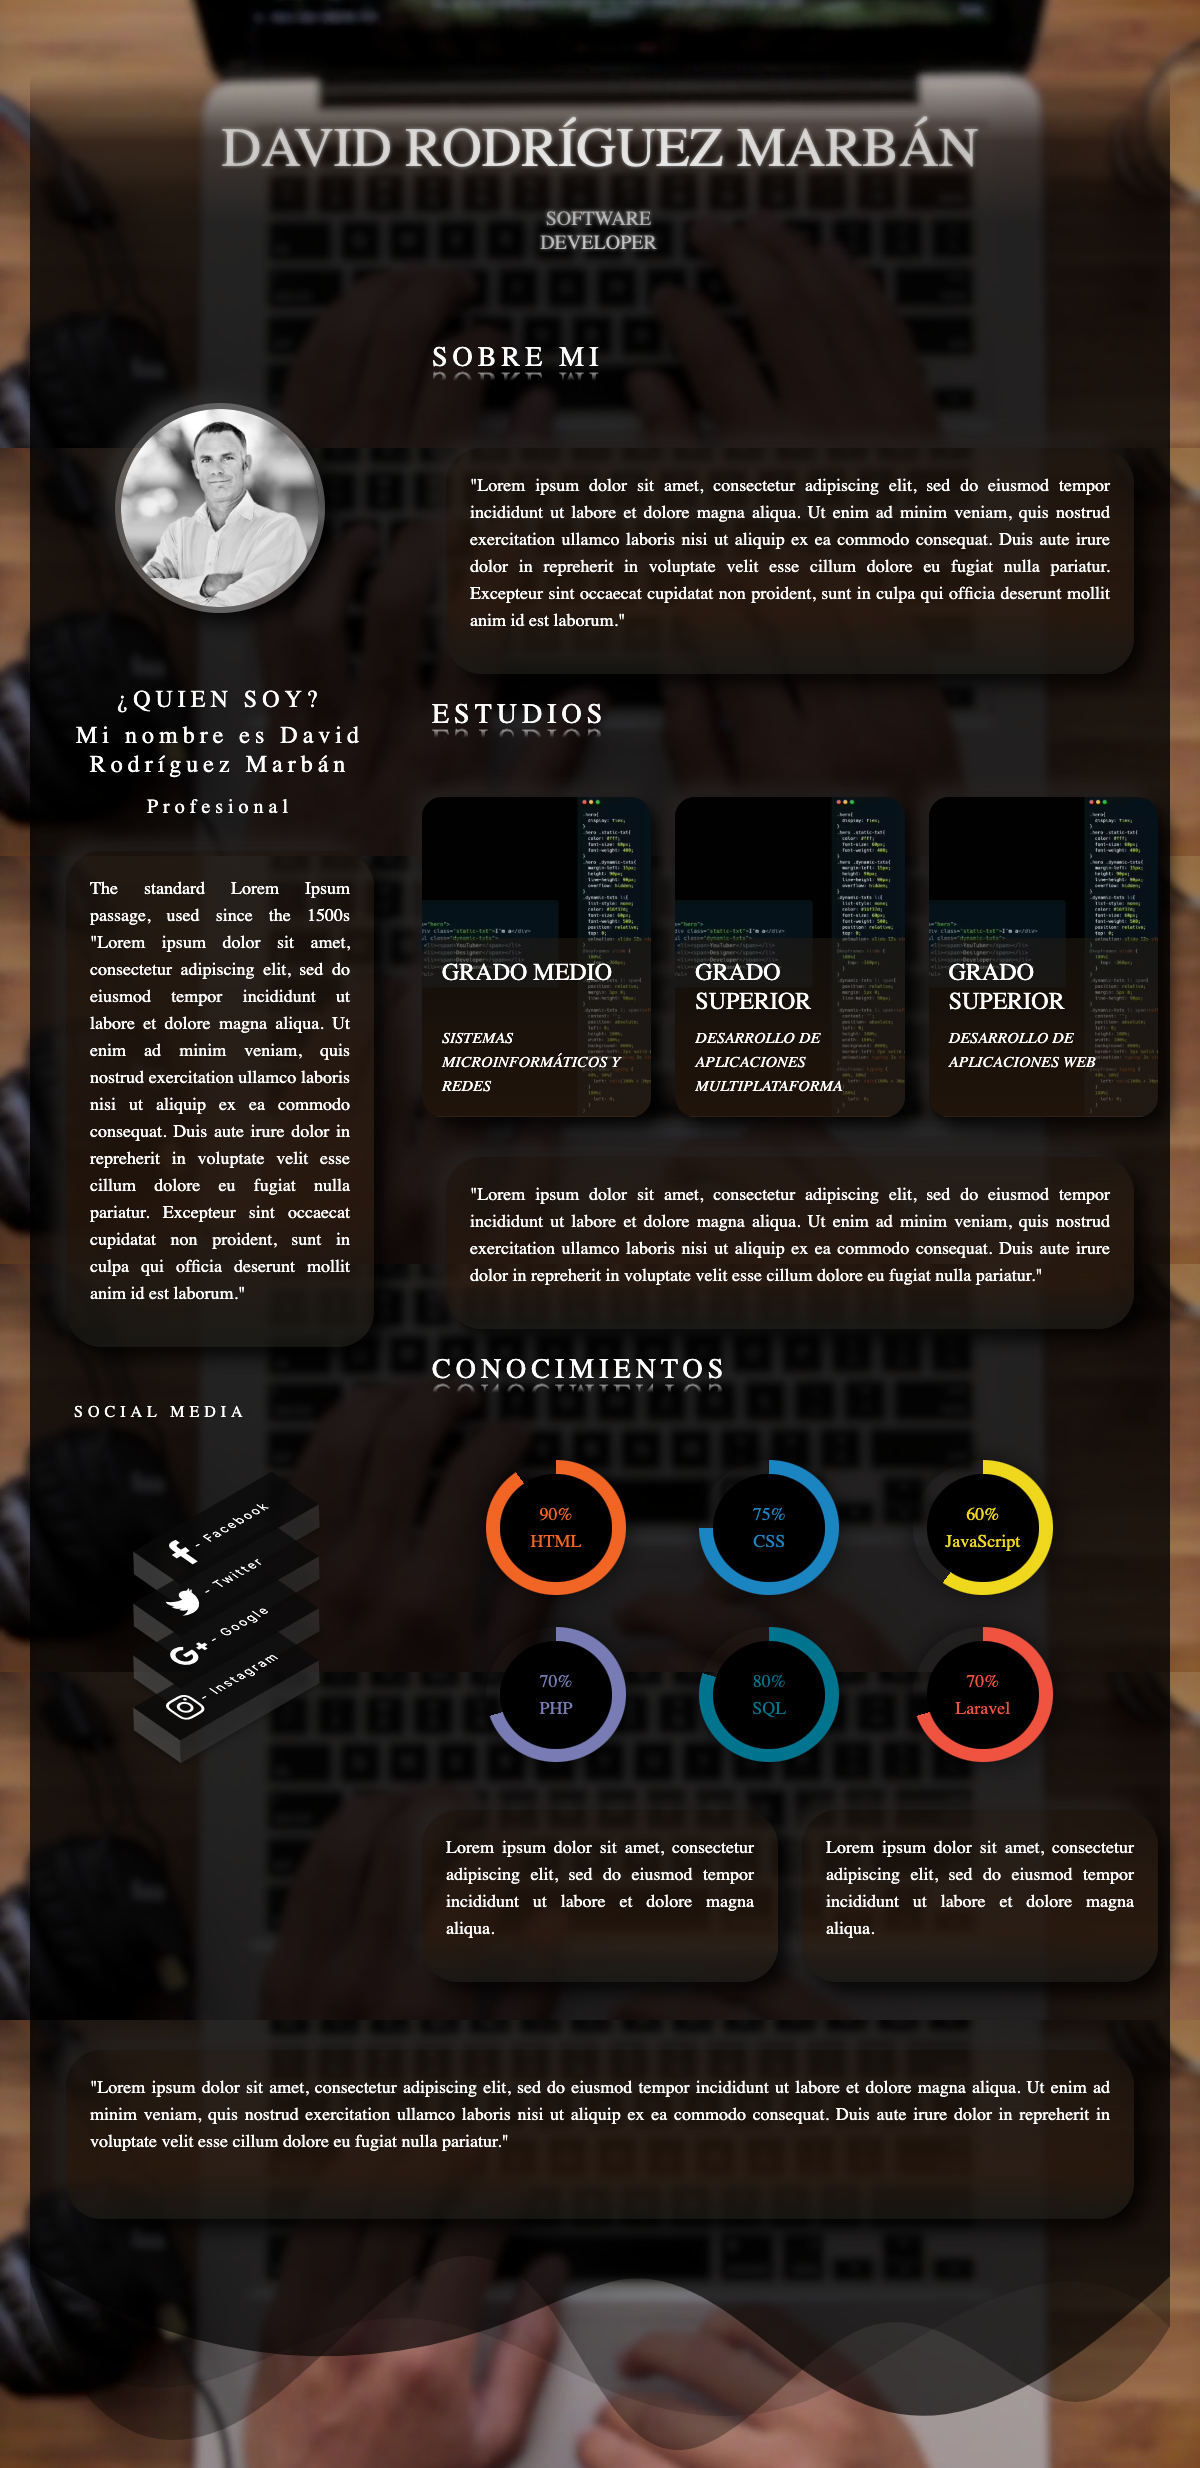 DAVID RODRÍGUEZ MARBÁN
SOFTWARE
DEVELOPER
SOBRE MI
"Lorem ipsum dolor sit amet, consectetur adipiscing elit, sed do eiusmod tempor
incididunt ut labore et dolore magna aliqua. Ut enim ad minim veniam, quis nostrud
exercitation ullamco laboris nisi ut aliquip ex ea commodo consequat. Duis aute irure
dolor in repreherit in voluptate velit esse cillum dolore eu fugiat nulla pariatur.
Excepteur sint occaecat cupidatat non proident, sunt in culpa qui officia deserunt mollit
anim id est laborum."
¿QUIEN SOY?
Mi nombre es David
Rodríguez Marbán
Profesional
The standard Lorem Ipsum
passage, used since the 1500s
"Lorem ipsum dolor sit amet,
consectetur adipiscing elit, sed do
eiusmod tempor incididunt ut
labore et dolore magna aliqua. Ut
enim ad minim veniam, quis
nostrud exercitation ullamco laboris
nisi ut aliquip ex ea commodo
consequat. Duis aute irure dolor in
repreherit in voluptate velit esse
cillum dolore eu fugiat nulla
pariatur. Excepteur sint occaecat
cupidatat non proident, sunt in
culpa qui officia deserunt mollit
anim id est laborum."
SOCIAL MEDIA
- Facebook
- Twitter
- Google
- Instagram
ESTUDIOS
GRADO MEDIO
SISTEMAS
MICROINFORMÁTICOS Y
REDES
GRADO
SUPERIOR
DESARROLLO DE
APLICACIONES
MULTIPLATAFORMA
GRADO
SUPERIOR
DESARROLLO DE
APLICACIONES WEB
"Lorem ipsum dolor sit amet, consectetur adipiscing elit, sed do eiusmod tempor
incididunt ut labore et dolore magna aliqua. Ut enim ad minim veniam, quis nostrud
exercitation ullamco laboris nisi ut aliquip ex ea commodo consequat. Duis aute irure
dolor in repreherit in voluptate velit esse cillum dolore eu fugiat nulla pariatur."
CONOCIMIENTOS
90%
HTML
75%
CSS
60%
JavaScript
70%
PHP
80%
SQL
70%
Laravel
Lorem ipsum dolor sit amet, consectetur
adipiscing elit, sed do eiusmod tempor
incididunt ut labore et dolore magna
aliqua.
Lorem ipsum dolor sit amet, consectetur
adipiscing elit, sed do eiusmod tempor
incididunt ut labore et dolore magna
aliqua.
"Lorem ipsum dolor sit amet, consectetur adipiscing elit, sed do eiusmod tempor incididunt ut labore et dolore magna aliqua. Ut enim ad
minim veniam, quis nostrud exercitation ullamco laboris nisi ut aliquip ex ea commodo consequat. Duis aute irure dolor in repreherit in
voluptate velit esse cillum dolore eu fugiat nulla pariatur."